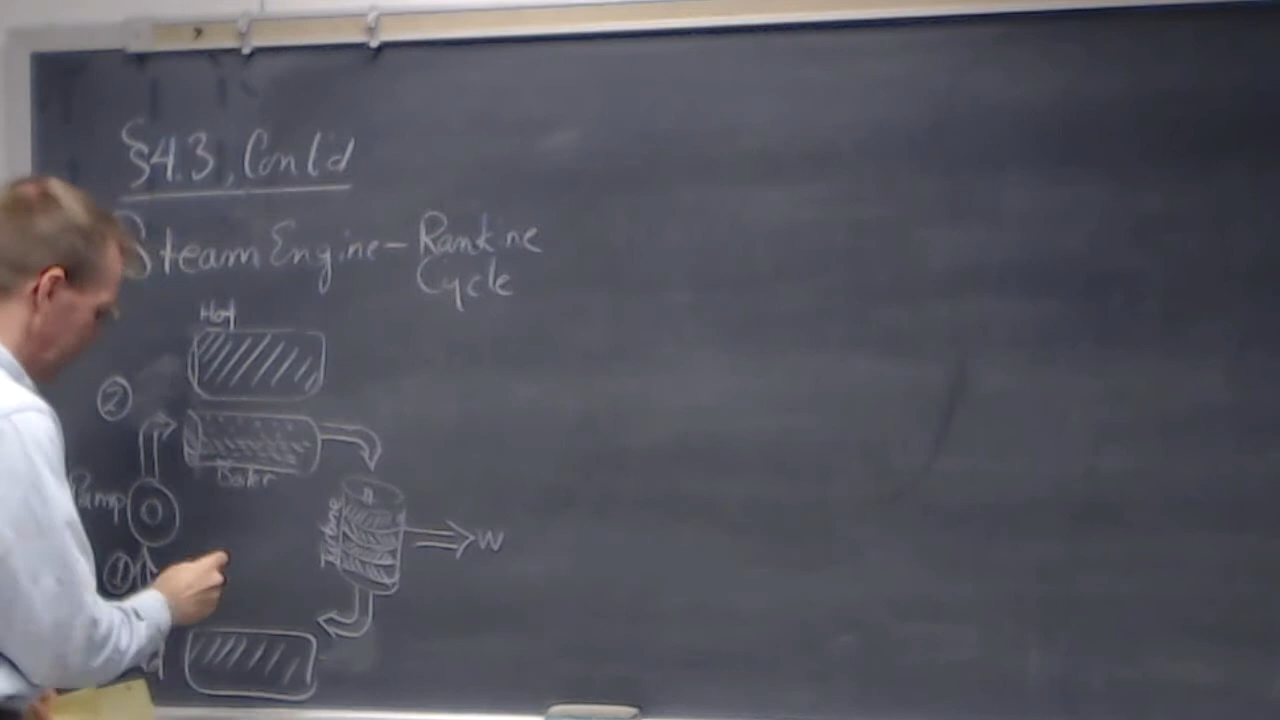 §4.3, Cont'd
Steam Engine - Rankine
Cycle
Hot
②
Boiler
Pump
Turbine
⇒ W
①